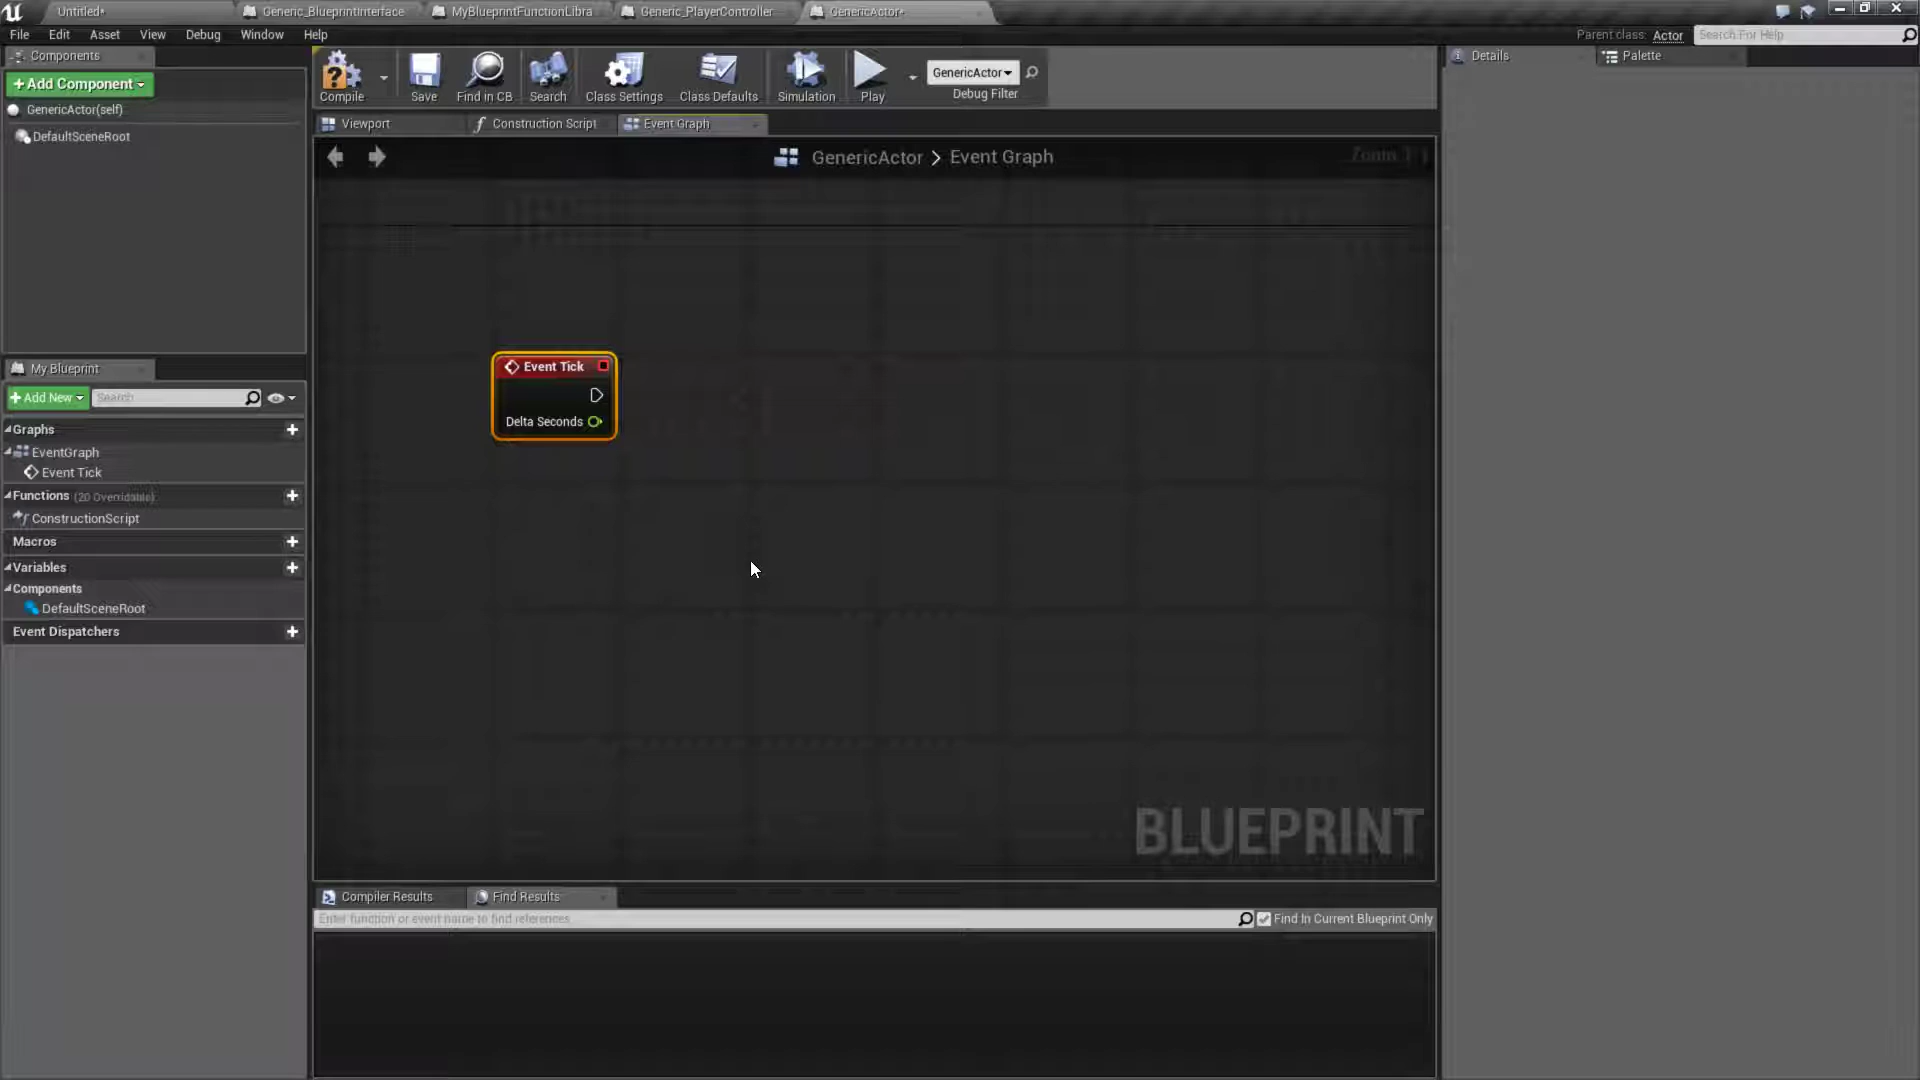 Untitled*
Generic_BlueprintInterface
MyBlueprintFunctionLibra
Generic_PlayerController
GenericActor*
File Edit Asset View Debug Window Help
Parent class: Actor
Search For Help
Components
+Add Component
GenericActor(self)
DefaultSceneRoot
Compile
Save
Find in CB
Search
Class Settings
Class Defaults
Simulation
Play
GenericActor
Debug Filter
Details
Palette
Viewport
Construction Script
Event Graph
GenericActor > Event Graph
Zoom 1:1
Event Tick
Delta Seconds
My Blueprint
+Add New
Search
Graphs
EventGraph
Event Tick
Functions (20 Overridable)
ConstructionScript
Macros
Variables
Components
DefaultSceneRoot
Event Dispatchers
BLUEPRINT
Compiler Results
Find Results
Enter function or event name to find references...
Find In Current Blueprint Only